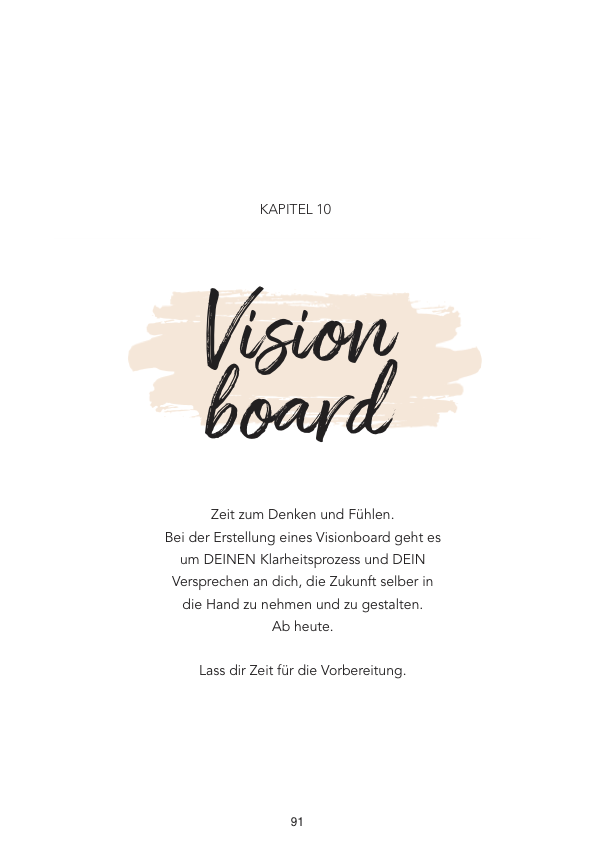 KAPITEL 10
Vision
board
Zeit zum Denken und Fühlen.
Bei der Erstellung eines Visionboard geht es
um DEINEN Klarheitsprozess und DEIN
Versprechen an dich, die Zukunft selber in
die Hand zu nehmen und zu gestalten.
Ab heute.
Lass dir Zeit für die Vorbereitung.
91